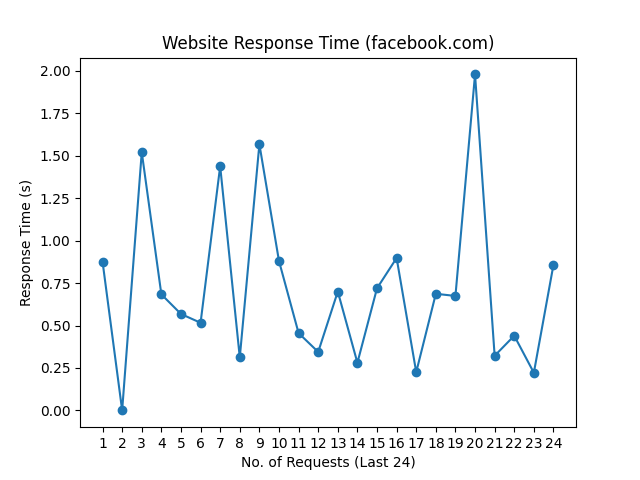 Website Response Time (facebook.com)
2.00
1.75
1.50
1.25
1.00
0.75
0.50
0.25
0.00
Response Time (s)
1 2 3 4 5 6 7 8 9 10 11 12 13 14 15 16 17 18 19 20 21 22 23 24
No. of Requests (Last 24)